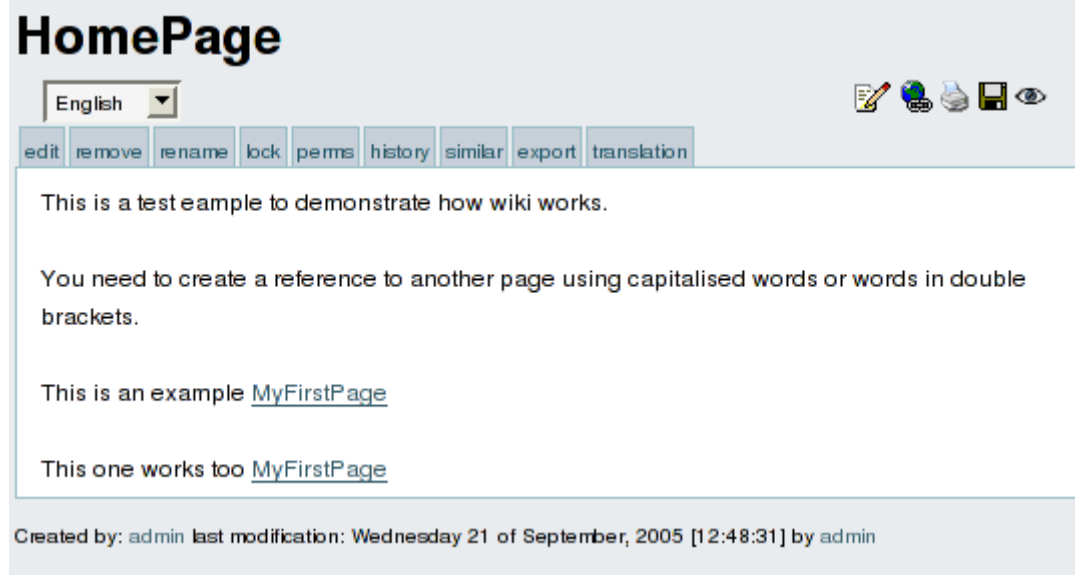 HomePage
English
edit remove rename lock perms history similar export translation
This is a test eample to demonstrate how wiki works.
You need to create a reference to another page using capitalised words or words in double
brackets.
This is an example MyFirstPage
This one works too MyFirstPage
Created by: admin last modification: Wednesday 21 of September, 2005 [12:48:31] by admin